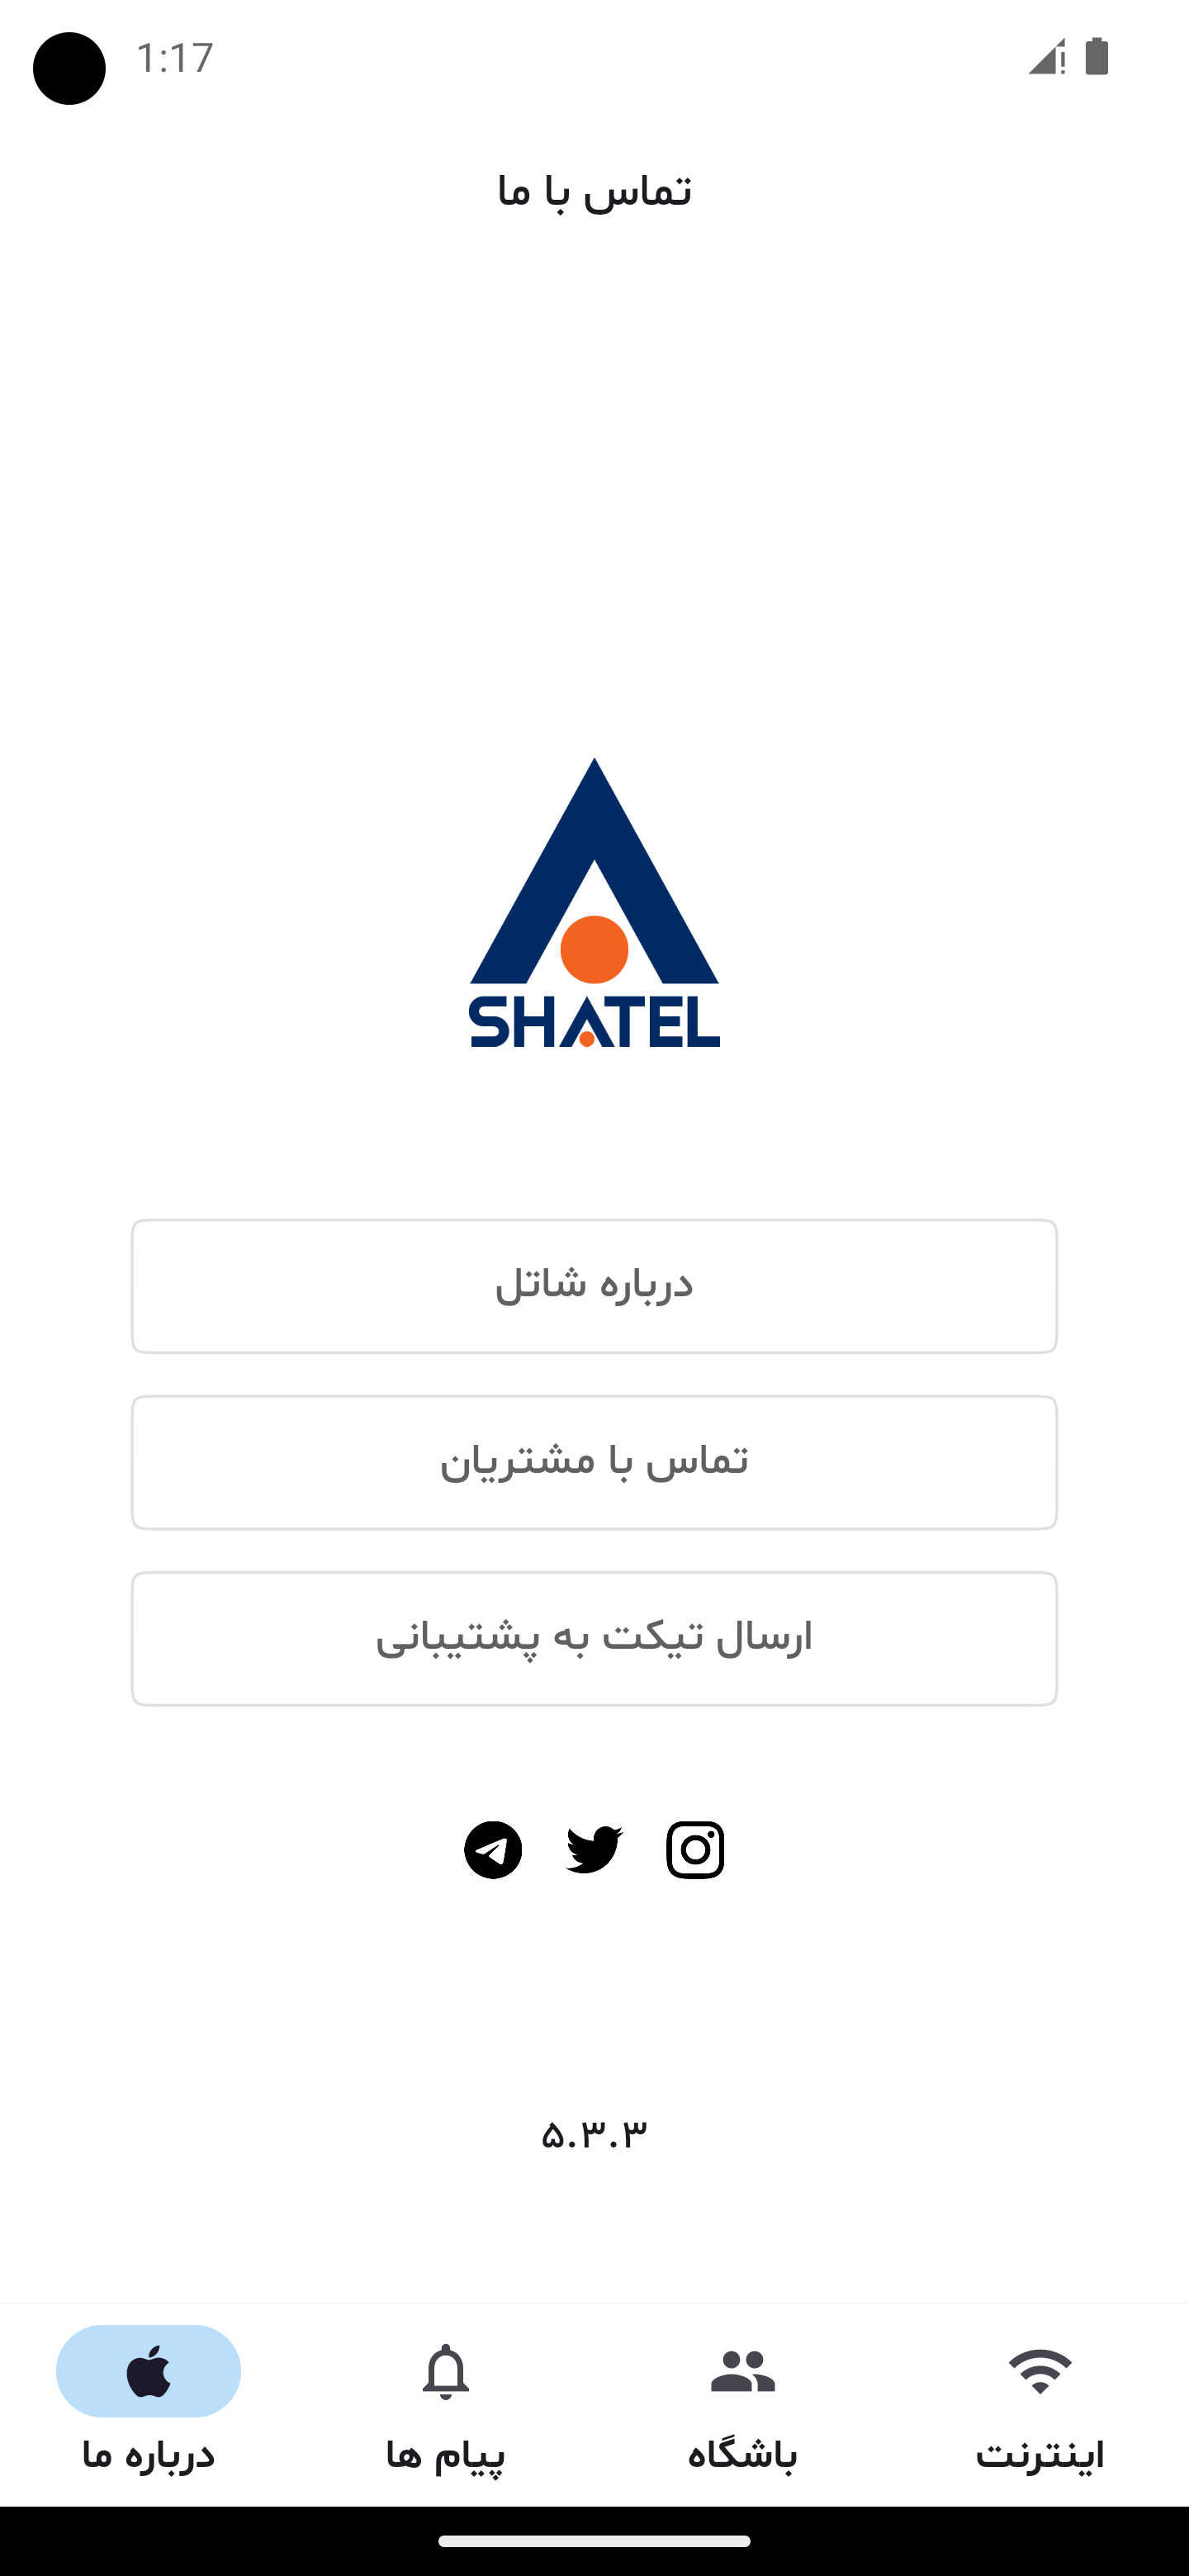 1:17
تماس با ما
SHATEL
درباره شاتل
تماس با مشتریان
ارسال تیکت به پشتیبانی
۵.۳.۳
اینترنت
باشگاه
پیام ها
درباره ما